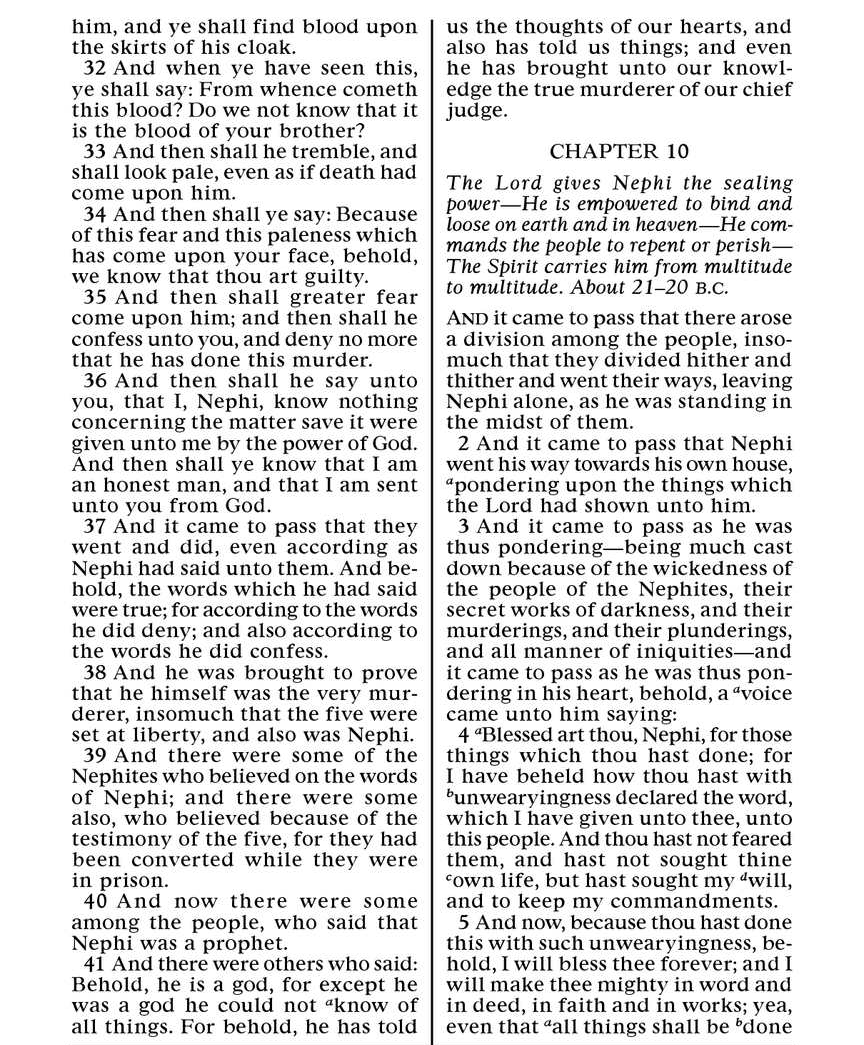 him, and ye shall find blood upon
the skirts of his cloak.
32 And when ye have seen this,
ye shall say: From whence cometh
this blood? Do we not know that it
is the blood of your brother?
33 And then shall he tremble, and
shall look pale, even as if death had
come upon him.
34 And then shall ye say: Because
of this fear and this paleness which
has come upon your face, behold,
we know that thou art guilty.
35 And then shall greater fear
come upon him; and then shall he
confess unto you, and deny no more
that he has done this murder.
36 And then shall he say unto
you, that I, Nephi, know nothing
concerning the matter save it were
given unto me by the power of God.
And then shall ye know that I am
an honest man, and that I am sent
unto you from God.
37 And it came to pass that they
went and did, even according as
Nephi had said unto them. And be-
hold, the words which he had said
were true; for according to the words
he did deny; and also according to
the words he did confess.
38 And he was brought to prove
that he himself was the very mur-
derer, insomuch that the five were
set at liberty, and also was Nephi.
39 And there were some of the
Nephites who believed on the words
of Nephi; and there were some
also, who believed because of the
testimony of the five, for they had
been converted while they were
in prison.
40 And now there were some
among the people, who said that
Nephi was a prophet.
41 And there were others who said:
Behold, he is a god, for except he
was a god he could not aknow of
all things. For behold, he has told
us the thoughts of our hearts, and
also has told us things; and even
he has brought unto our knowl-
edge the true murderer of our chief
judge.
CHAPTER 10
The Lord gives Nephi the sealing
power—He is empowered to bind and
loose on earth and in heaven—He com-
mands the people to repent or perish—
The Spirit carries him from multitude
to multitude. About 21–20 B.C.
AND it came to pass that there arose
a division among the people, inso-
much that they divided hither and
thither and went their ways, leaving
Nephi alone, as he was standing in
the midst of them.
2 And it came to pass that Nephi
went his way towards his own house,
apondering upon the things which
the Lord had shown unto him.
3 And it came to pass as he was
thus pondering—being much cast
down because of the wickedness of
the people of the Nephites, their
secret works of darkness, and their
murderings, and their plunderings,
and all manner of iniquities—and
it came to pass as he was thus pon-
dering in his heart, behold, a avoice
came unto him saying:
4 aBlessed art thou, Nephi, for those
things which thou hast done; for
I have beheld how thou hast with
bunwearyingness declared the word,
which I have given unto thee, unto
this people. And thou hast not feared
them, and hast not sought thine
cown life, but hast sought my dwill,
and to keep my commandments.
5 And now, because thou hast done
this with such unwearyingness, be-
hold, I will bless thee forever; and I
will make thee mighty in word and
in deed, in faith and in works; yea,
even that aall things shall be bdone